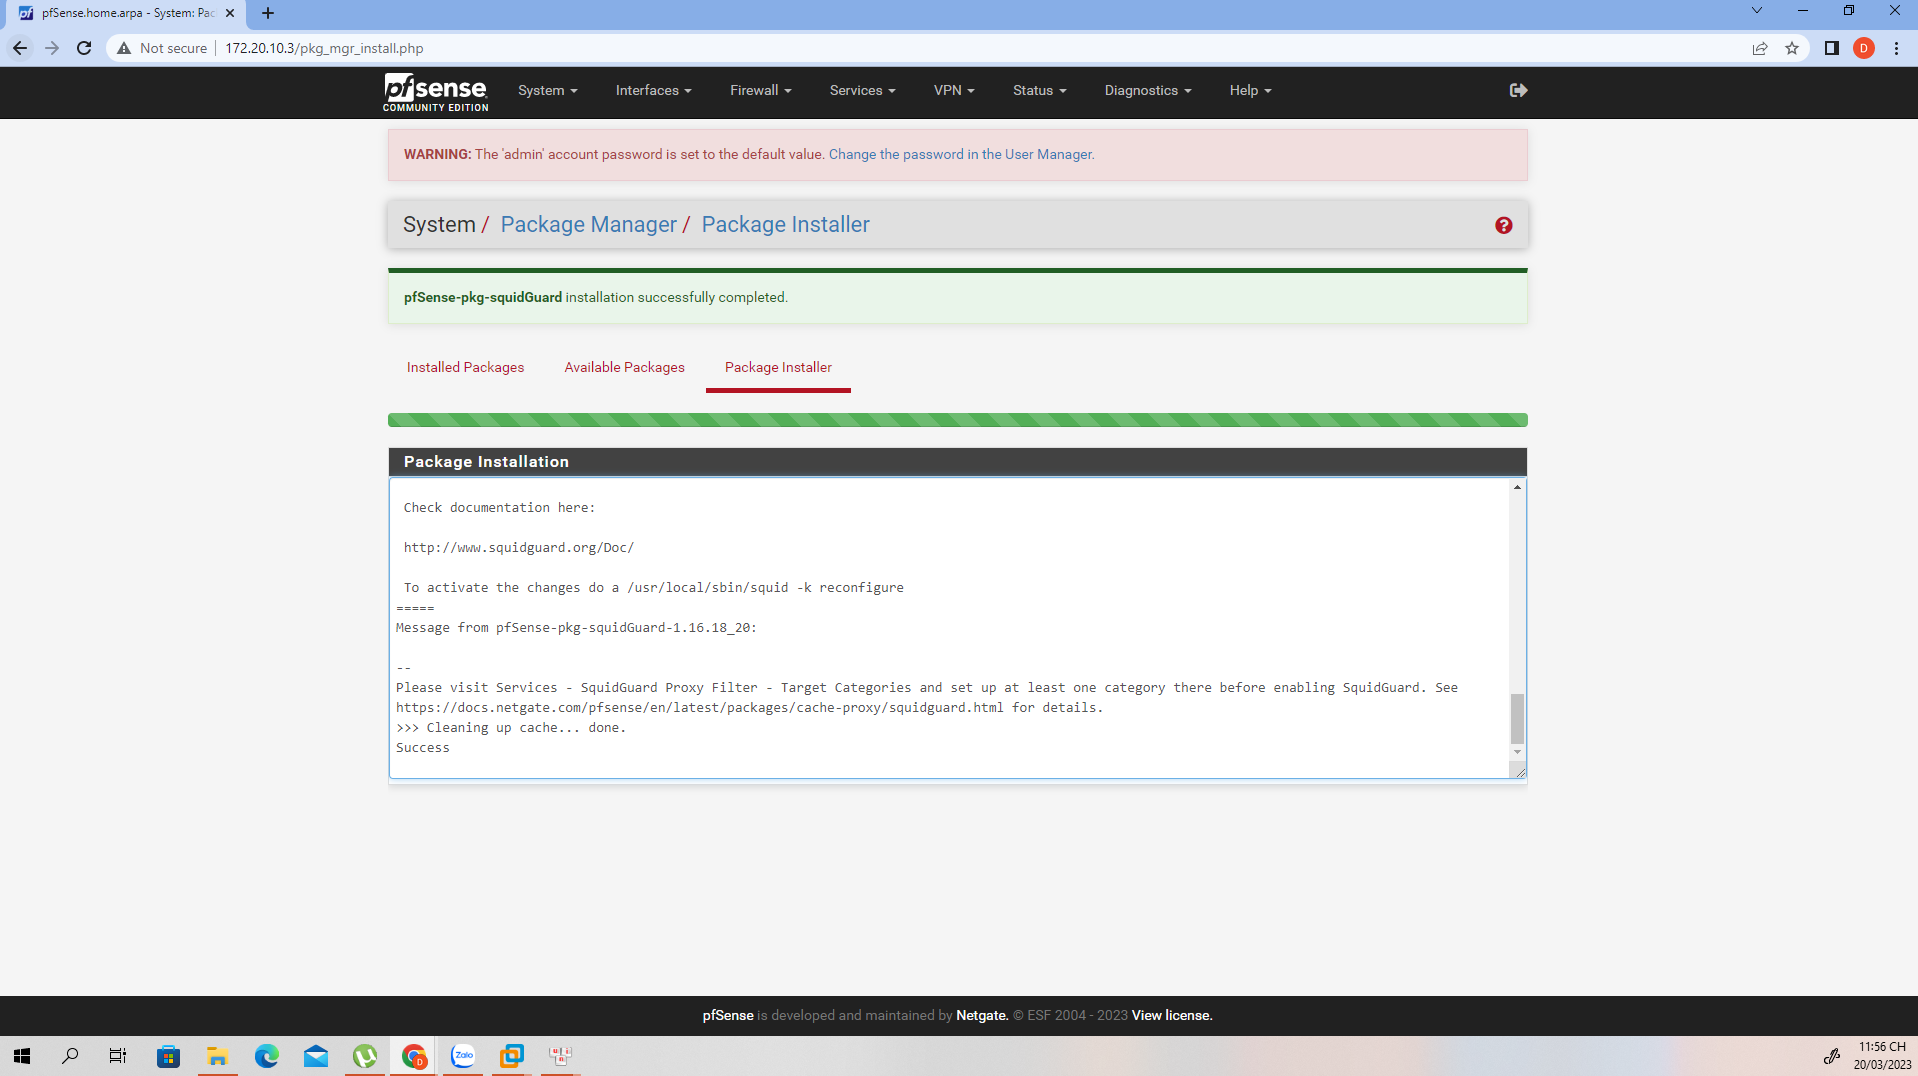 pfSense.home.arpa - System: Pac
Not secure
172.20.10.3/pkg_mgr_install.php
D
pfsense
COMMUNITY EDITION
System
Interfaces
Firewall
Services
VPN
Status
Diagnostics
Help
WARNING: The 'admin' account password is set to the default value. Change the password in the User Manager.
System / Package Manager / Package Installer
pfSense-pkg-squidGuard installation successfully completed.
Installed Packages
Available Packages
Package Installer
Package Installation
Check documentation here:
http://www.squidguard.org/Doc/
To activate the changes do a /usr/local/sbin/squid -k reconfigure
=====
Message from pfSense-pkg-squidGuard-1.16.18_20:
--
Please visit Services - SquidGuard Proxy Filter - Target Categories and set up at least one category there before enabling SquidGuard. See
https://docs.netgate.com/pfsense/en/latest/packages/cache-proxy/squidguard.html for details.
>>> Cleaning up cache... done.
Success
pfSense is developed and maintained by Netgate. © ESF 2004 - 2023 View license.
D
Zalo
11:56 CH
20/03/2023